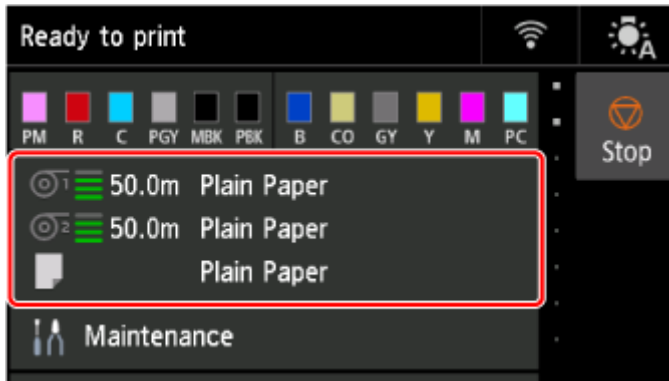 Ready to print
A
PM R C PGY MBK PBK B CO GY Y M PC
Stop
1 50.0m Plain Paper
2 50.0m Plain Paper
Plain Paper
Maintenance